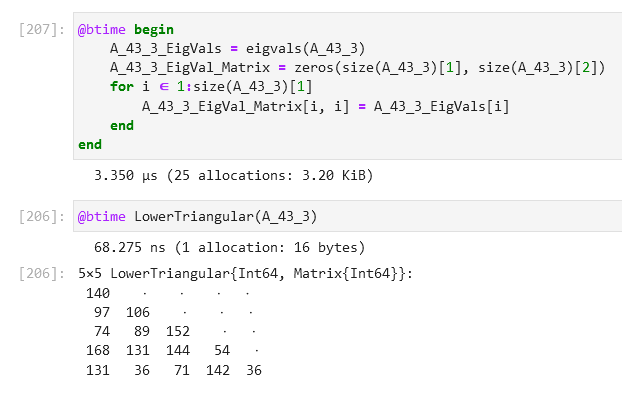 [207]: @btime begin
    A_43_3_EigVals = eigvals(A_43_3)
    A_43_3_EigVal_Matrix = zeros(size(A_43_3)[1], size(A_43_3)[2])
    for i ∈ 1:size(A_43_3)[1]
        A_43_3_EigVal_Matrix[i, i] = A_43_3_EigVals[i]
    end
end
3.350 μs (25 allocations: 3.20 KiB)
[206]: @btime LowerTriangular(A_43_3)
68.275 ns (1 allocation: 16 bytes)
[206]: 5×5 LowerTriangular{Int64, Matrix{Int64}}:
 140    ⋅    ⋅    ⋅   ⋅
  97  106    ⋅    ⋅   ⋅
  74   89  152    ⋅   ⋅
 168  131  144   54   ⋅
 131   36   71  142  36